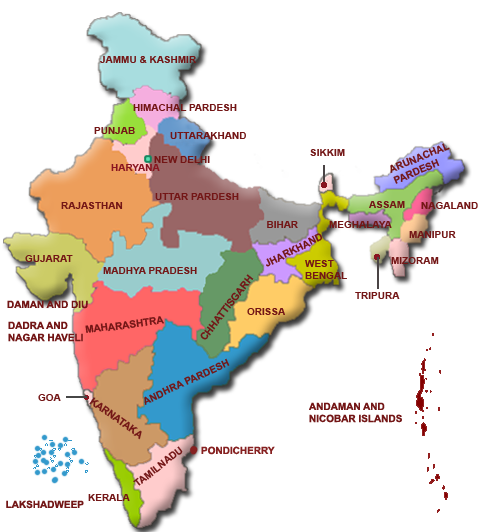 JAMMU & KASHMIR
HIMACHAL PARDESH
PUNJAB
UTTARAKHAND
HARYANA
NEW DELHI
SIKKIM
ARUNACHAL
PARDESH
RAJASTHAN
UTTAR PARDESH
ASSAM
NAGALAND
BIHAR
MEGHALAYA
MANIPUR
GUJARAT
MADHYA PRADESH
JHARKHAND
WEST
BENGAL
MIZORAM
TRIPURA
DAMAN AND DIU
CHHATTISGARH
ORISSA
DADRA AND
NAGAR HAVELI
MAHARASHTRA
ANDHRA PARDESH
GOA
KARNATAKA
ANDAMAN AND
NICOBAR ISLANDS
PONDICHERRY
TAMILNADU
LAKSHADWEEP
KERALA